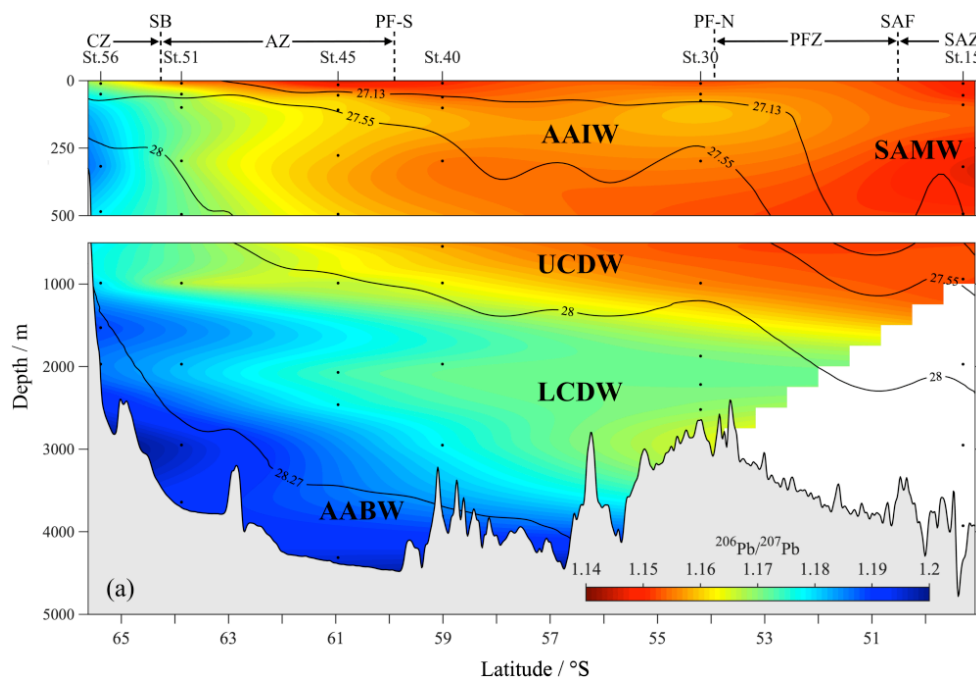 SB PF-S PF-N SAF
CZ AZ PFZ SAZ
St.56 St.51 St.45 St.40 St.30 St.15
0
27.13
27.13
27.55
AAIW
250
28
27.55
SAMW
500
UCDW
27.55
1000
28
2000
28
LCDW
Depth / m
3000
28.27
AABW
4000
206Pb/207Pb
1.14 1.15 1.16 1.17 1.18 1.19 1.2
(a)
5000
65 63 61 59 57 55 53 51
Latitude / °S